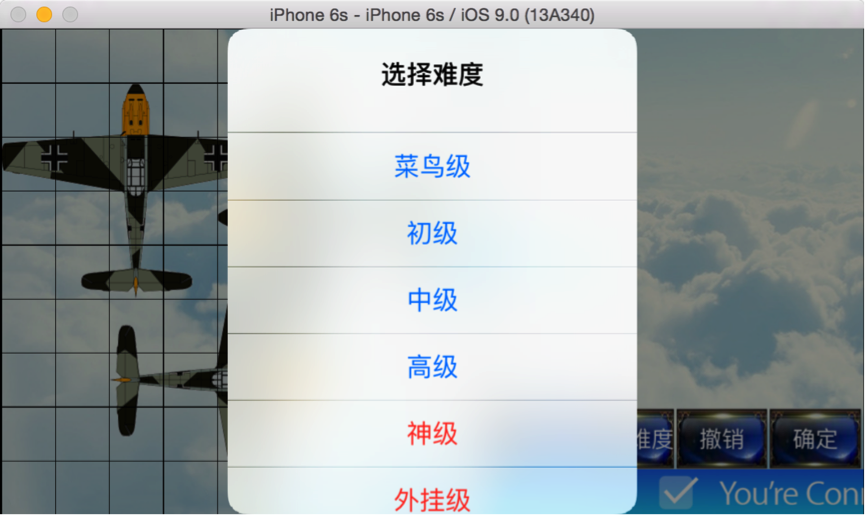 iPhone 6s - iPhone 6s / iOS 9.0 (13A340)
选择难度
菜鸟级
初级
中级
高级
神级
外挂级
难度 撤销 确定
You're Con